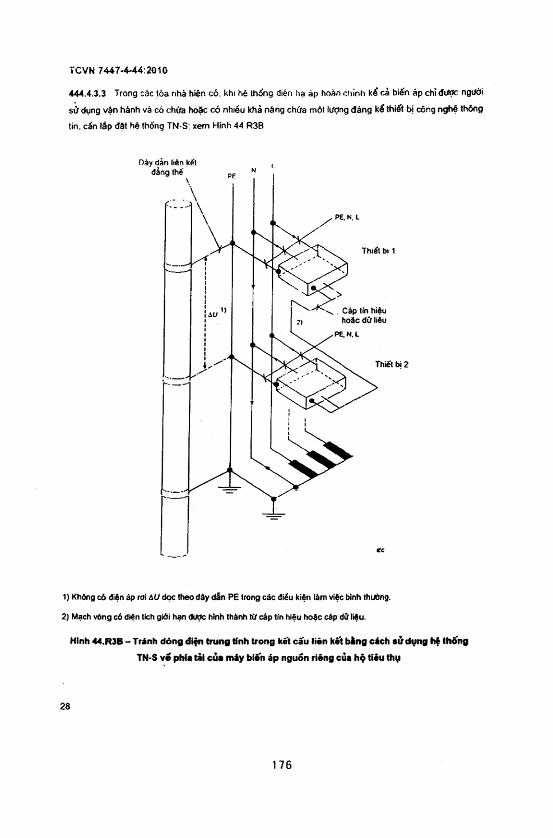 TCVN 7447-4-44:2010
444.4.3.3 Trong các tòa nhà hiện có, khi hệ thống điện hạ áp hoàn chỉnh kể cả biến áp chỉ được người
sử dụng vận hành và có chứa hoặc có nhiều khả năng chứa một lượng đáng kể thiết bị công nghệ thông
tin, cần lắp đặt hệ thống TN-S; xem Hình 44 R3B
Dây dẫn liên kết
đẳng thế
PE
N
L
PE, N, L
Thiết bị 1
ΔU 1)
Cáp tín hiệu
hoặc dữ liệu
2)
PE, N, L
Thiết bị 2
IEC
1) Không có điện áp rơi ΔU dọc theo dây dẫn PE trong các điều kiện làm việc bình thường.
2) Mạch vòng có diện tích giới hạn được hình thành từ cáp tín hiệu hoặc cáp dữ liệu.
Hình 44.R3B – Tránh dòng điện trung tính trong kết cấu liên kết bằng cách sử dụng hệ thống
TN-S về phía tải của máy biến áp nguồn riêng của hộ tiêu thụ
28
176